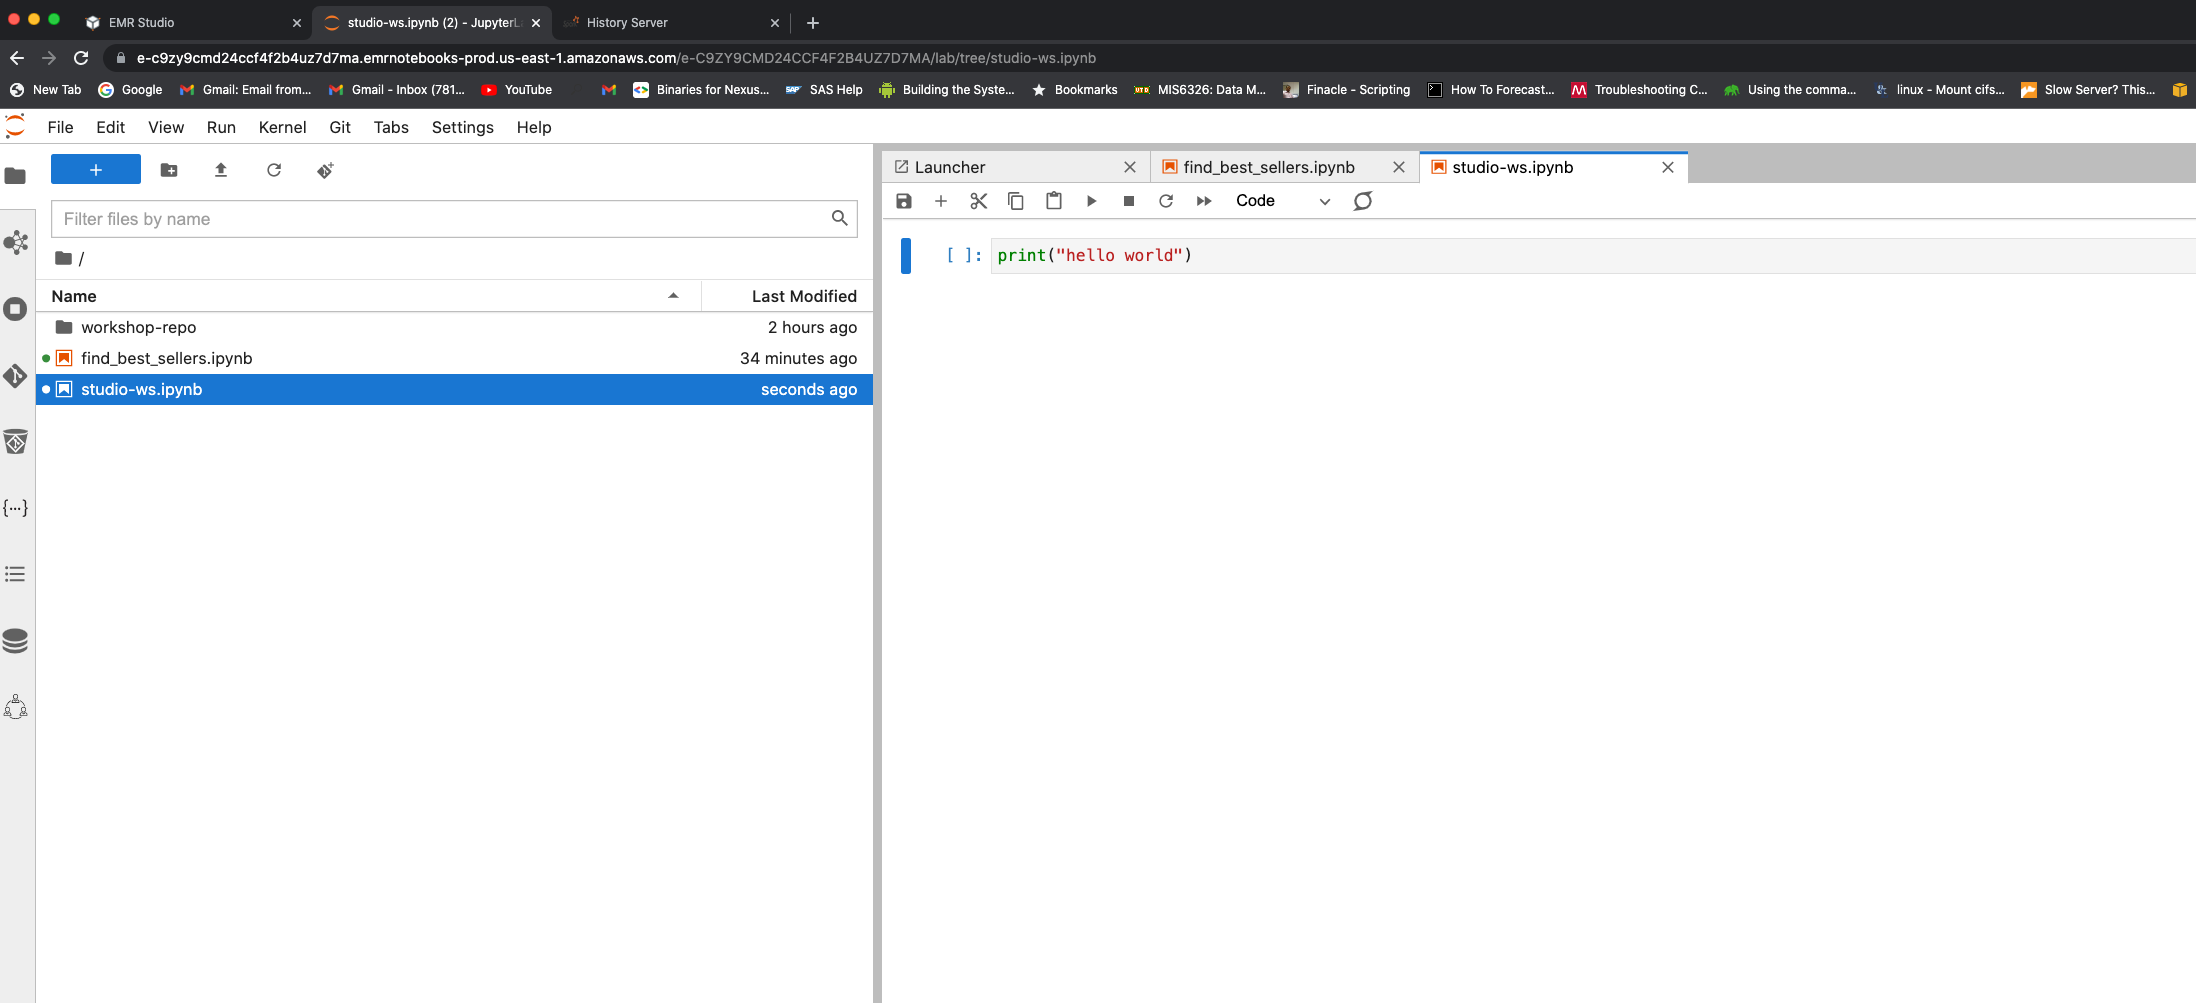 EMR Studio
studio-ws.ipynb (2) - JupyterL
History Server
e-c9zy9cmd24ccf4f2b4uz7d7ma.emrnotebooks-prod.us-east-1.amazonaws.com/e-C9ZY9CMD24CCF4F2B4UZ7D7MA/lab/tree/studio-ws.ipynb
New Tab Google Gmail: Email from... Gmail - Inbox (781... YouTube Binaries for Nexus... SAP SAS Help Building the Syste... Bookmarks UTD MIS6326: Data M... Finacle - Scripting How To Forecast... Troubleshooting C... Using the comma... linux - Mount cifs... Slow Server? This...
File Edit View Run Kernel Git Tabs Settings Help
Launcher
find_best_sellers.ipynb
studio-ws.ipynb
Code
Filter files by name
/
Name Last Modified
workshop-repo 2 hours ago
find_best_sellers.ipynb 34 minutes ago
studio-ws.ipynb seconds ago
[ ]: print("hello world")